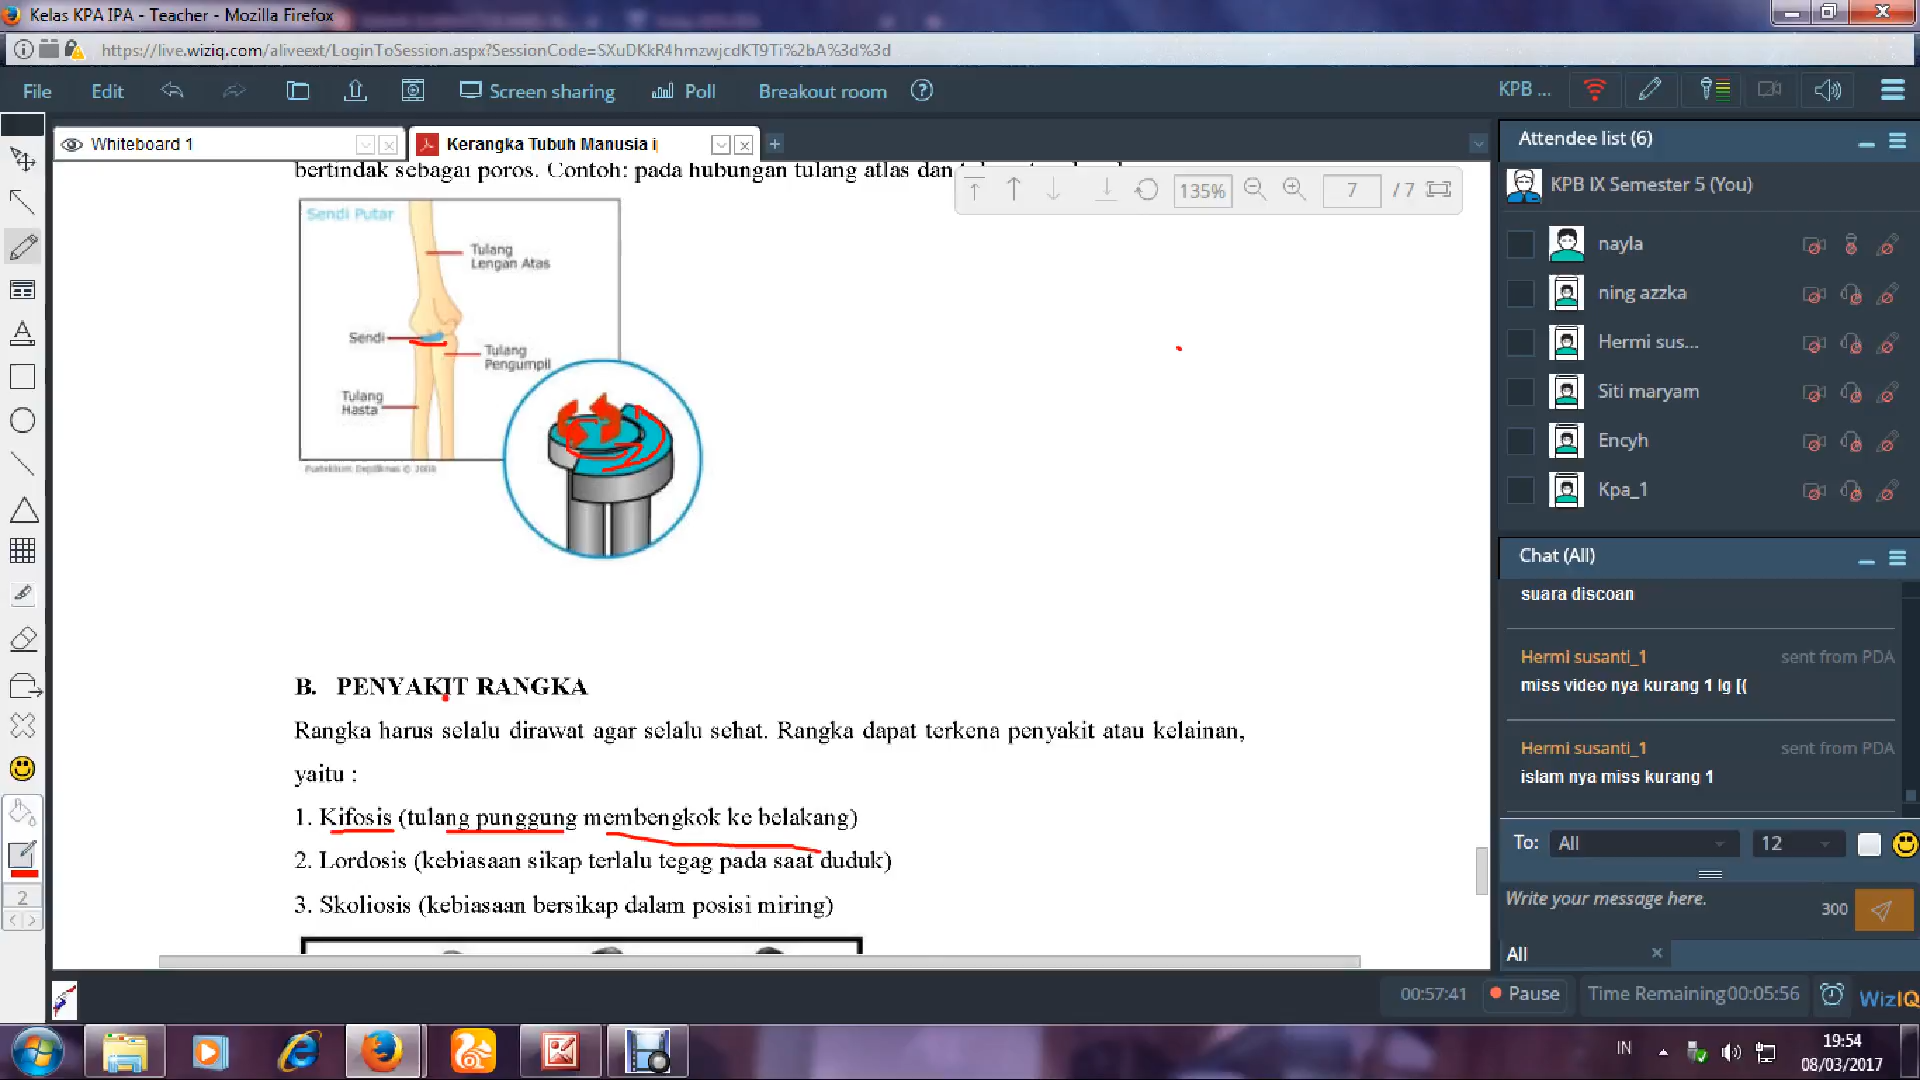 Kelas KPA IPA - Teacher - Mozilla Firefox
https://live.wiziq.com/aliveext/LoginToSession.aspx?SessionCode=SXuDKkR4hmzwjcdKT9Ti%2bA%3d%3d
File Edit Screen sharing Poll Breakout room KPB ...
Whiteboard 1
Kerangka Tubuh Manusia
135% 7 / 7
bertindak sebagai poros. Contoh: pada hubungan tulang atlas dan
Sendi Putar
Tulang
Lengan Atas
Sendi
Tulang
Pengumpil
Tulang
Hasta
B. PENYAKIT RANGKA
Rangka harus selalu dirawat agar selalu sehat. Rangka dapat terkena penyakit atau kelainan,
yaitu :
1. Kifosis (tulang punggung membengkok ke belakang)
2. Lordosis (kebiasaan sikap terlalu tegag pada saat duduk)
3. Skoliosis (kebiasaan bersikap dalam posisi miring)
2
Attendee list (6)
KPB IX Semester 5 (You)
nayla
ning azzka
Hermi sus...
Siti maryam
Encyh
Kpa_1
Chat (All)
suara discoan
Hermi susanti_1 sent from PDA
miss video nya kurang 1 lg [(
Hermi susanti_1 sent from PDA
islam nya miss kurang 1
To: All 12
Write your message here.
300
All
00:57:41 Pause Time Remaining00:05:56 WizIQ
IN
19:54
08/03/2017